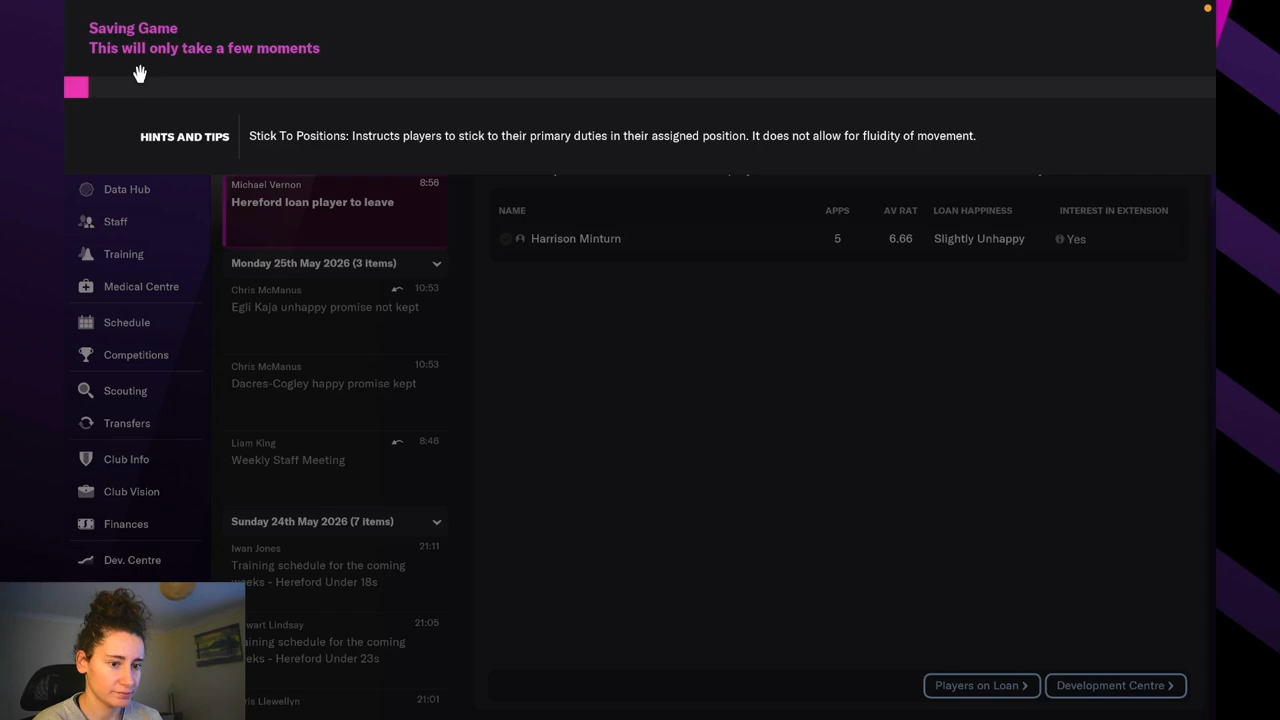 Saving Game
This will only take a few moments
HINTS AND TIPS
Stick To Positions: Instructs players to stick to their primary duties in their assigned position. It does not allow for fluidity of movement.
Data Hub
Staff
Training
Medical Centre
Schedule
Competitions
Scouting
Transfers
Club Info
Club Vision
Finances
Dev. Centre
Michael Vernon 8:56
Hereford loan player to leave
Monday 25th May 2026 (3 items)
Chris McManus 10:53
Egli Kaja unhappy promise not kept
Chris McManus 10:53
Dacres-Cogley happy promise kept
Liam King 8:46
Weekly Staff Meeting
Sunday 24th May 2026 (7 items)
Iwan Jones 21:11
Training schedule for the coming
weeks - Hereford Under 18s
Lindsay 21:05
schedule for the coming
- Hereford Under 23s
Llewellyn 21:01
NAME APPS AV RAT LOAN HAPPINESS INTEREST IN EXTENSION
Harrison Minturn 5 6.66 Slightly Unhappy Yes
Players on Loan
Development Centre